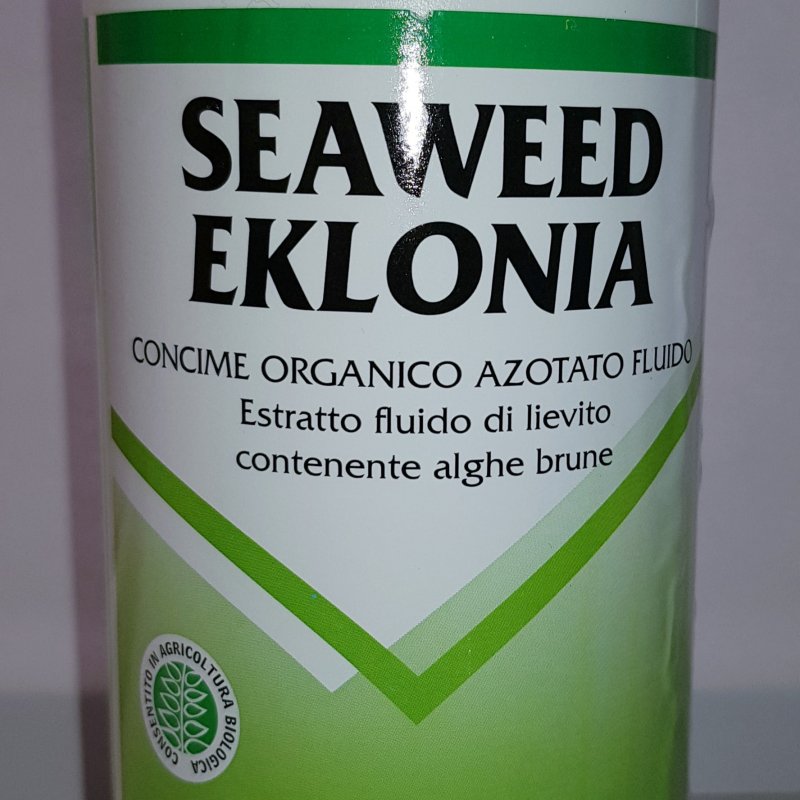 SEAWEED
EKLONIA
CONCIME ORGANICO AZOTATO FLUIDO
Estratto fluido di lievito
contenente alghe brune
CONSENTITO IN AGRICOLTURA BIOLOGICA